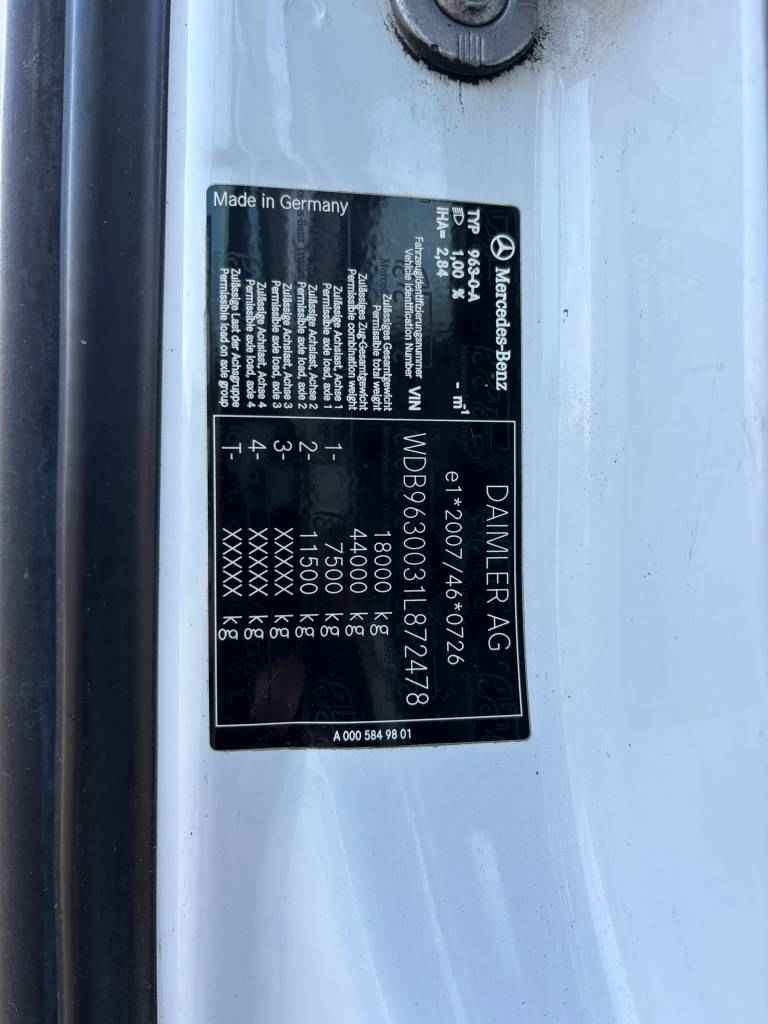 Mercedes-Benz
TYP 963-0-A
1,00 % - m⁻¹
IHA= 2,84
DAIMLER AG
e1*2007/46*0726
Fahrzeugidentifizierungsnummer
Vehicle Identification Number VIN WDB9630031L872478
Zulässiges Gesamtgewicht
Permissible total weight 18000 kg
Zulässiges Zug-Gesamtgewicht
Permissible combination weight 44000 kg
Zulässige Achslast, Achse 1
Permissible axle load, axle 1 1- 7500 kg
Zulässige Achslast, Achse 2
Permissible axle load, axle 2 2- 11500 kg
Zulässige Achslast, Achse 3
Permissible axle load, axle 3 3- XXXXX kg
Zulässige Achslast, Achse 4
Permissible axle load, axle 4 4- XXXXX kg
Zulässige Last der Achsgruppe
Permissible load on axle group T- XXXXX kg
Made in Germany
A 000 584 98 01